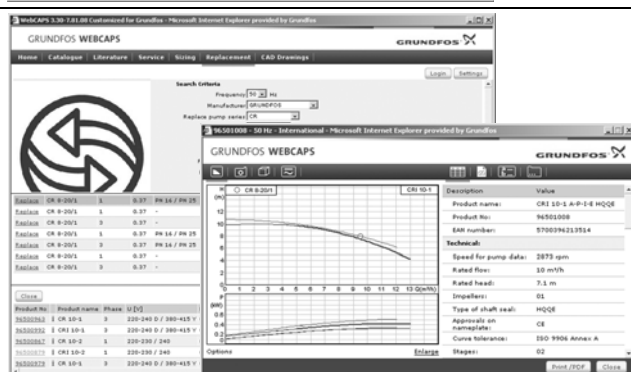 WebCAPS 3.30-7.01.00 Customized for Grundfos - Microsoft Internet Explorer provided by Grundfos
GRUNDFOS WEBCAPS
GRUNDFOS
Home Catalogue Literature Service Sizing Replacement CAD Drawings
Login Settings
Search Criteria
Frequency 50 Hz
Manufacturer GRUNDFOS
Replace pump series CR
Replace CR 8-20/1 1 0.37 PN 16 / PN 25
Replace CR 8-20/1 1 0.37 -
Replace CR 8-20/1 3 0.37 PN 16 / PN 25
Replace CR 8-20/1 3 0.37 -
Replace CR 8-20 1 0.37 PN 16 / PN 25
Replace CR 8-20 1 0.37 -
Replace CR 8-20 3 0.37 PN 16 / PN 25
Replace CR 8-20 3 0.37 -
Close
Product No Product name Phase U [V]
CR 10-1 3 220-240 D / 380-415 Y
CRI 10-1 3 220-240 D / 380-415 Y
CR 10-2 1 220-230 / 240
CRI 10-2 1 220-230 / 240
CR 10-1 3 220-240 D / 380-415 Y
96501008 - 50 Hz - International - Microsoft Internet Explorer provided by Grundfos
GRUNDFOS WEBCAPS
GRUNDFOS
H
(m)
CR 8-20/1
CRI 10-1
12
10
8
6
4
2
0
0 1 2 3 4 5 6 7 8 9 10 11 12 13 Q(m³/h)
P
(kW)
0.6
0.4
0.2
0.0
Options
Enlarge
Description Value
Product name: CRI 10-1 A-P-I-E HQQE
Product No: 96501008
EAN number: 5700396213514
Technical:
Speed for pump data: 2873 rpm
Rated flow: 10 m³/h
Rated head: 7.1 m
Impellers: 01
Type of shaft seal: HQQE
Approvals on nameplate: CE
Curve tolerance: ISO 9906 Annex A
Stages: 02
Print /PDF Close